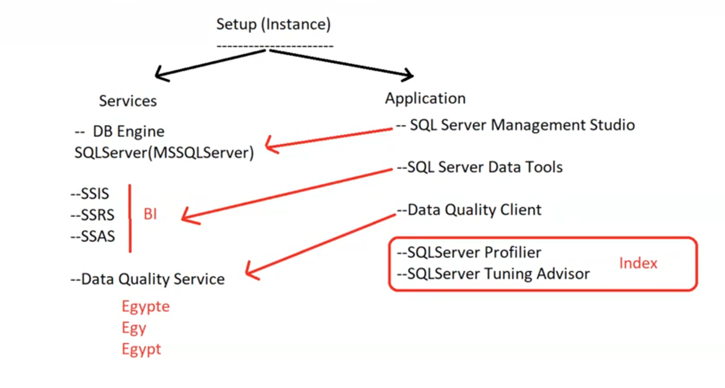 Setup (Instance)
-----------------------
Services
-- DB Engine
SQLServer(MSSQLServer)
--SSIS
--SSRS
--SSAS
BI
--Data Quality Service
Egypte
Egy
Egypt
Application
-- SQL Server Management Studio
--SQL Server Data Tools
--Data Quality Client
--SQLServer Profilier
--SQLServer Tuning Advisor
Index